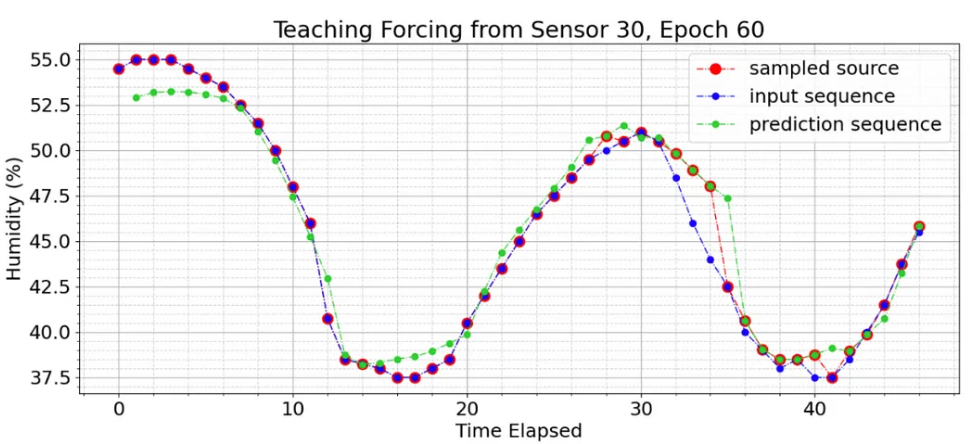 Teaching Forcing from Sensor 30, Epoch 60
sampled source
input sequence
prediction sequence
Humidity (%)
55.0
52.5
50.0
47.5
45.0
42.5
40.0
37.5
0 10 20 30 40
Time Elapsed